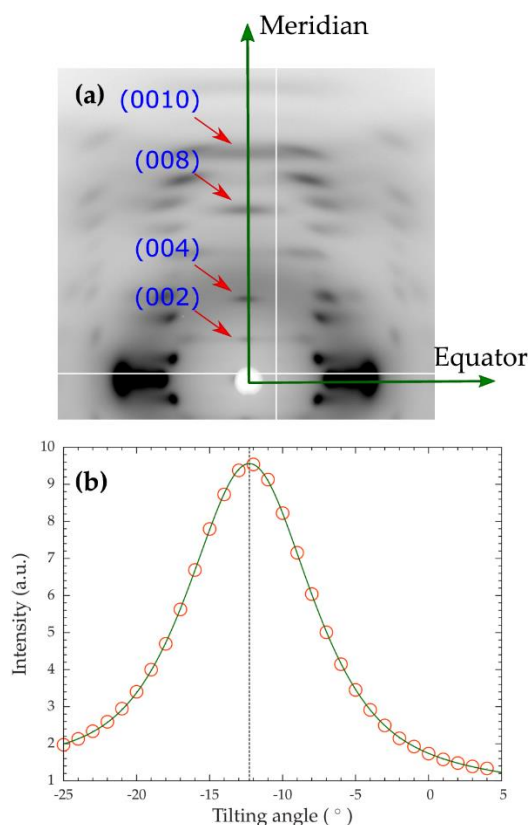 Meridian
(a)
(0010)
(008)
(004)
(002)
Equator
(b)
10
9
8
7
6
5
4
3
2
1
Intensity (a.u.)
-25 -20 -15 -10 -5 0 5
Tilting angle ( ° )